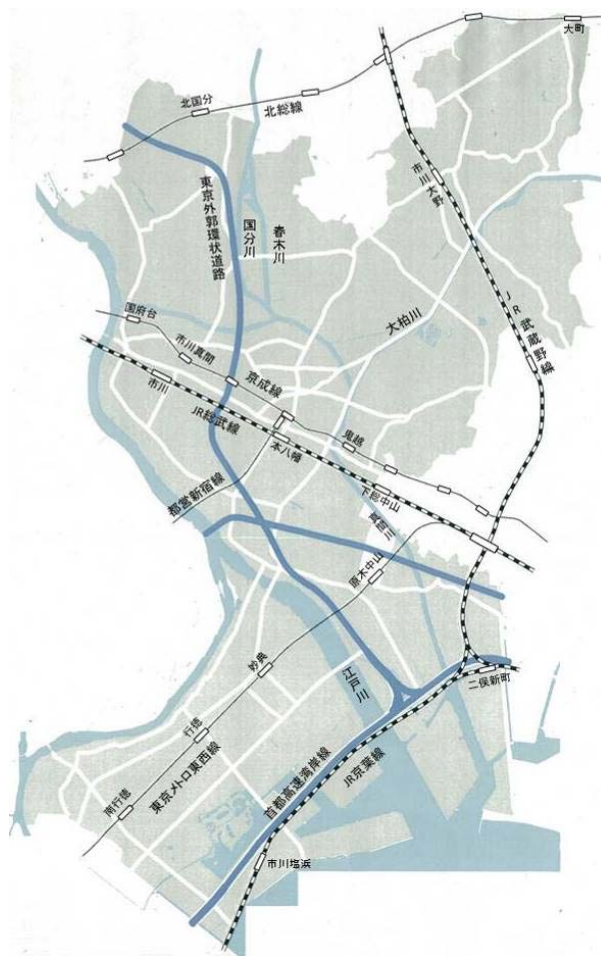 大町
北国分
北総線
市川大野
東京外郭環状道路
国分川
春木川
JR武蔵野線
大柏川
国府台
市川真間
京成線
市川
JR総武線
鬼越
本八幡
都営新宿線
下総中山
真間川
原木中山
妙典
江戸川
二俣新町
行徳
東京メトロ東西線
首都高速湾岸線
JR京葉線
南行徳
市川塩浜